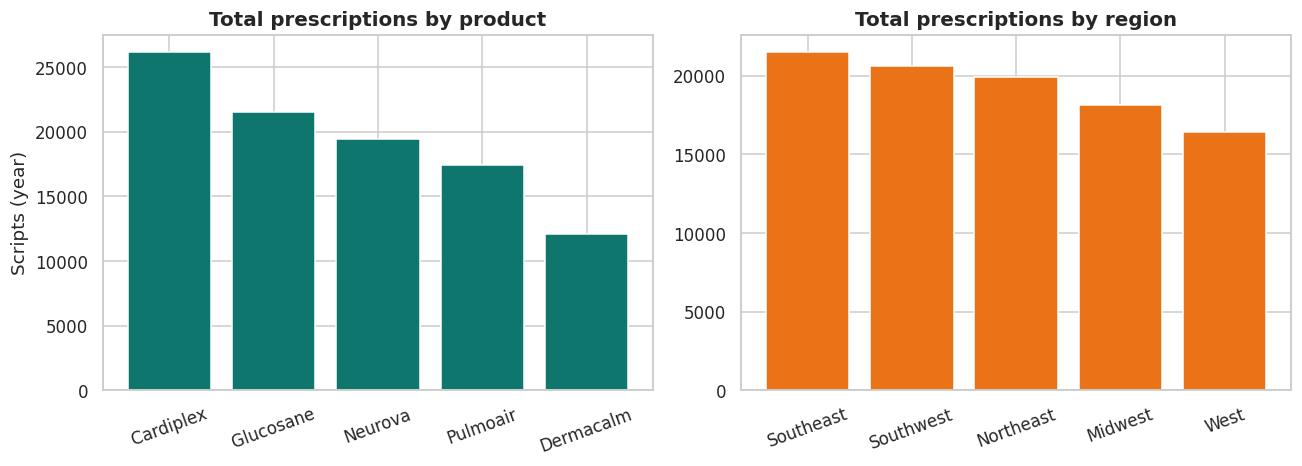 Total prescriptions by product
Scripts (year)
25000
20000
15000
10000
5000
0
Cardiplex
Glucosane
Neurova
Pulmoair
Dermacalm
Total prescriptions by region
20000
15000
10000
5000
0
Southeast
Southwest
Northeast
Midwest
West